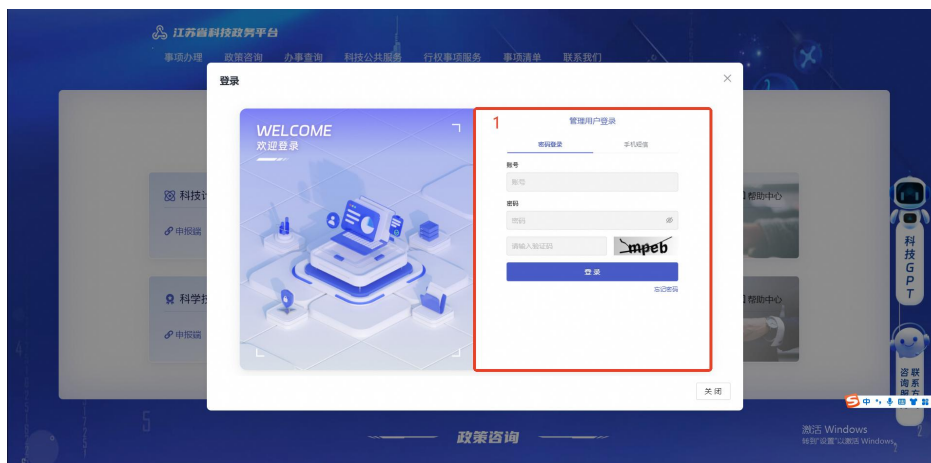 江苏省科技政务平台
事项办理 政策咨询 办事查询 科技公共服务 行权事项服务 事项清单 联系我们
登录
WELCOME
欢迎登录
1
管理用户登录
密码登录 手机短信
账号
账号
密码
密码
请输入验证码
mpeb
登 录
忘记密码
关 闭
科技计
申报端
帮助中心
科学技
申报端
帮助中心
科技GPT
联系方
咨询服
中
政策咨询
激活 Windows
转到"设置"以激活 Windows。